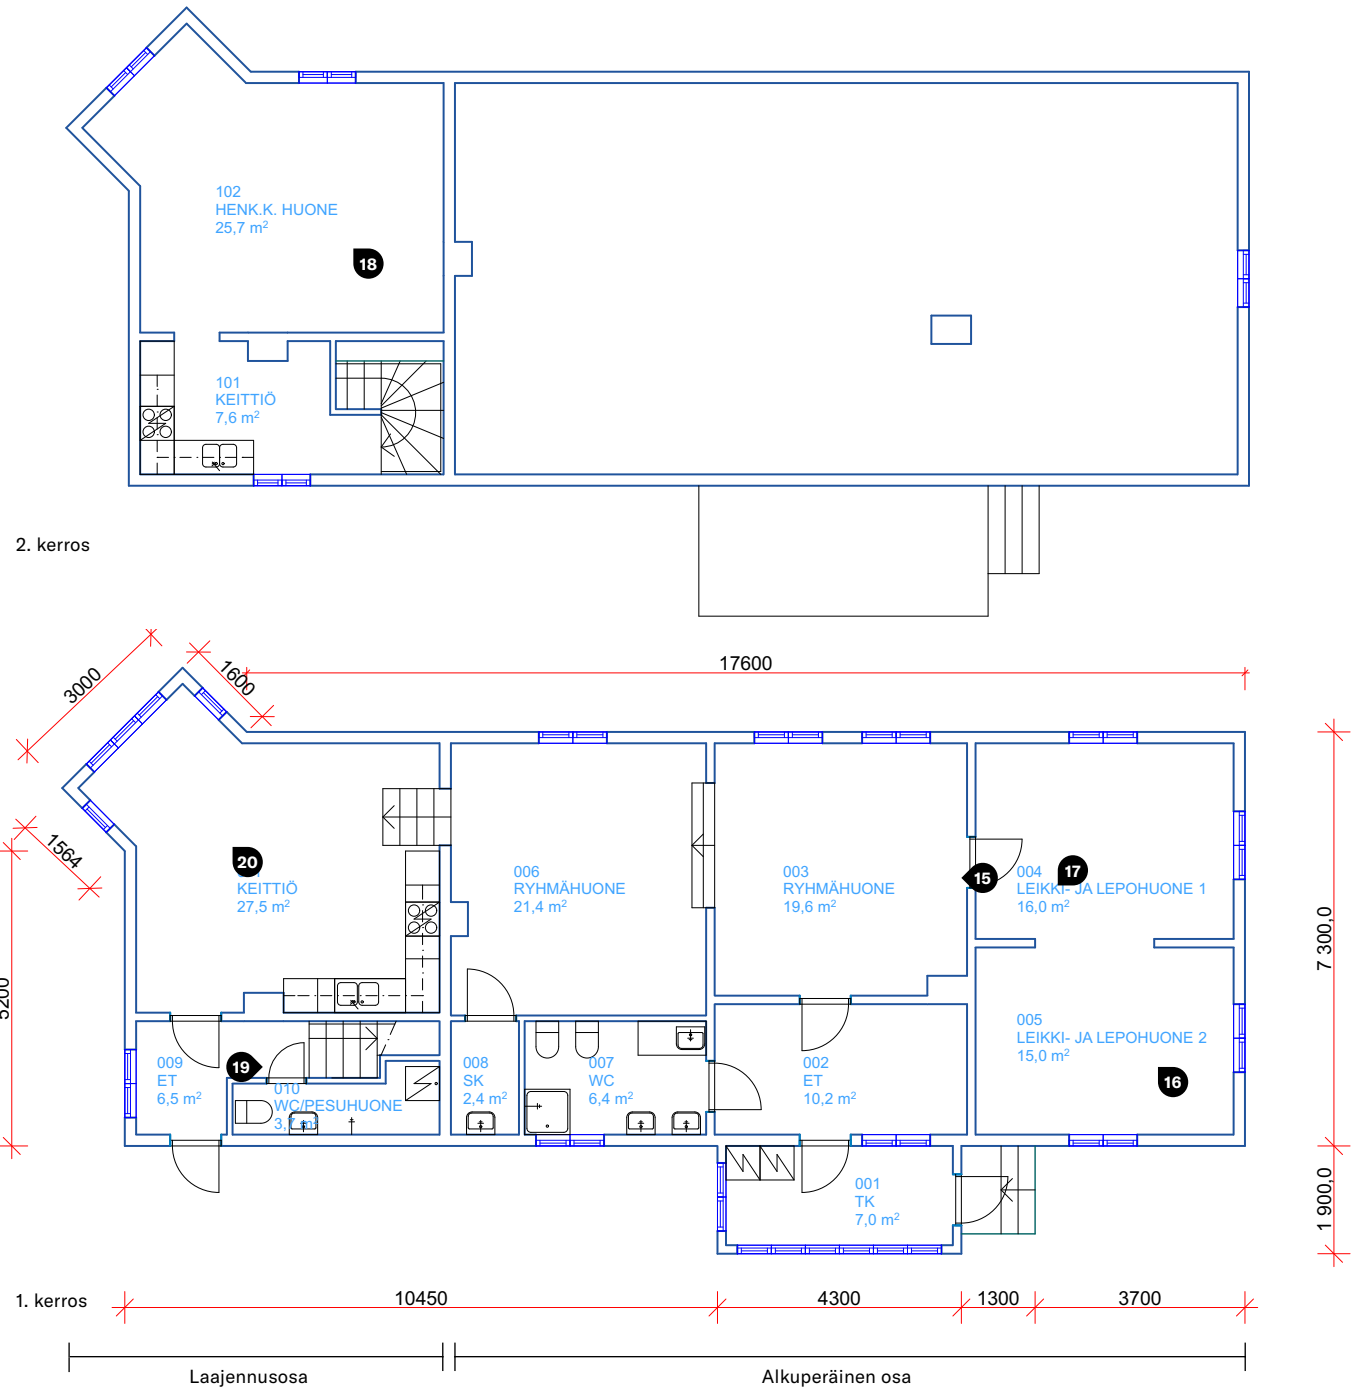 102
HENK.K. HUONE
25,7 m²
18
101
KEITTIÖ
7,6 m²
2. kerros
3000
1600
17600
1564
5200
20
KEITTIÖ
27,5 m²
006
RYHMÄHUONE
21,4 m²
003
RYHMÄHUONE
19,6 m²
15
004
17
LEIKKI- JA LEPOHUONE 1
16,0 m²
7 300,0
005
LEIKKI- JA LEPOHUONE 2
15,0 m²
16
009
ET
6,5 m²
19
010
WC/PESUHUONE
3,7 m²
008
SK
2,4 m²
007
WC
6,4 m²
002
ET
10,2 m²
001
TK
7,0 m²
1 900,0
1. kerros
10450
4300
1300
3700
Laajennusosa
Alkuperäinen osa